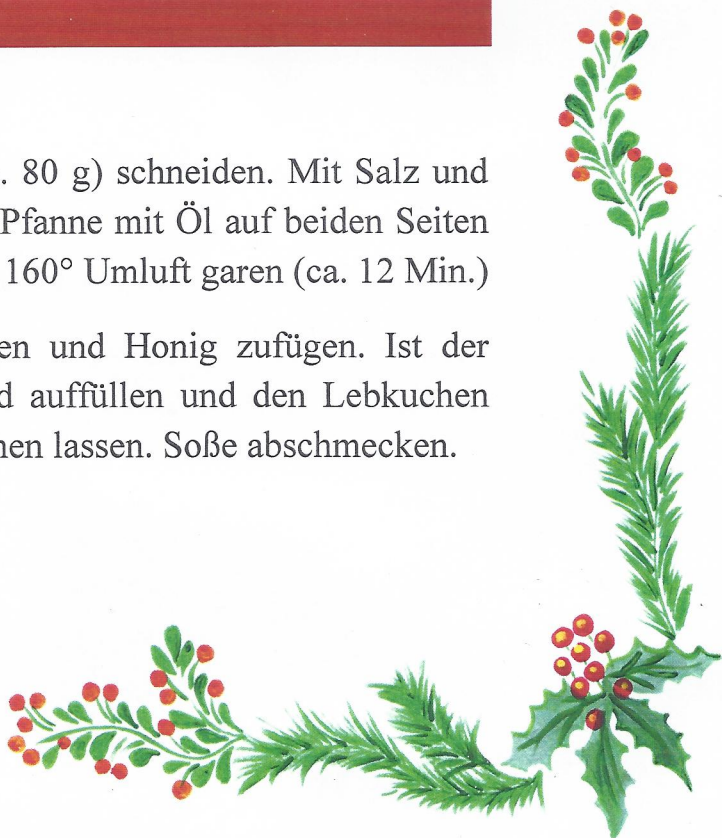 . 80 g) schneiden. Mit Salz und
Pfanne mit Öl auf beiden Seiten
160° Umluft garen (ca. 12 Min.)
en und Honig zufügen. Ist der
d auffüllen und den Lebkuchen
hen lassen. Soße abschmecken.